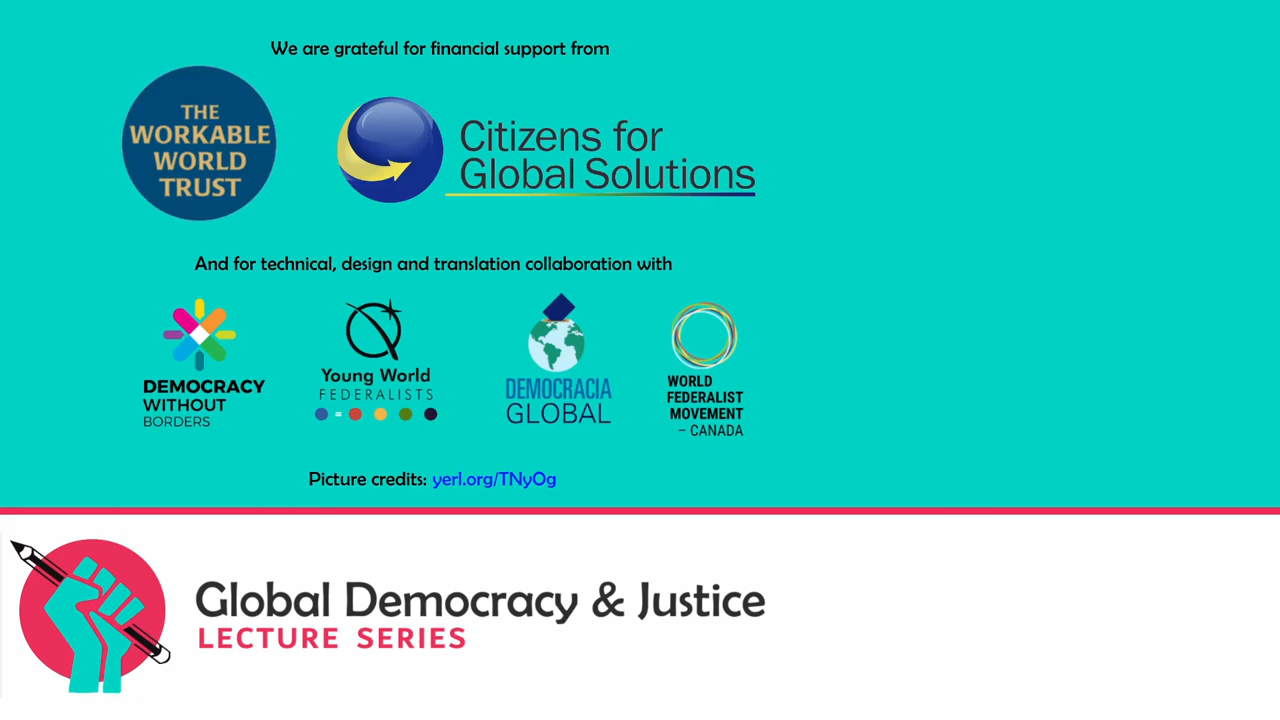 We are grateful for financial support from
THE
WORKABLE
WORLD
TRUST
Citizens for
Global Solutions
And for technical, design and translation collaboration with
DEMOCRACY
WITHOUT
BORDERS
Young World
FEDERALISTS
=
DEMOCRACIA
GLOBAL
WORLD
FEDERALIST
MOVEMENT
– CANADA
Picture credits: yerl.org/TNyOg
Global Democracy & Justice
LECTURE SERIES